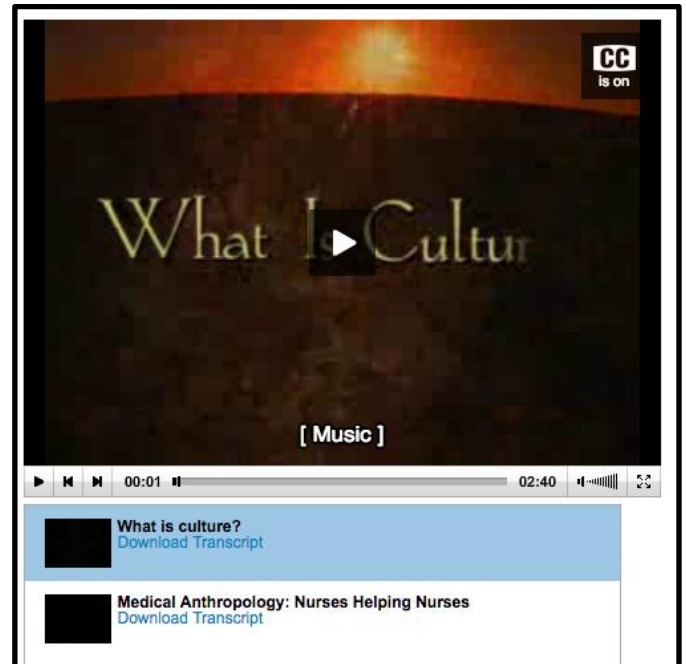 CC
is on
What Is Cultur
[ Music ]
00:01 02:40
What is culture?
Download Transcript
Medical Anthropology: Nurses Helping Nurses
Download Transcript